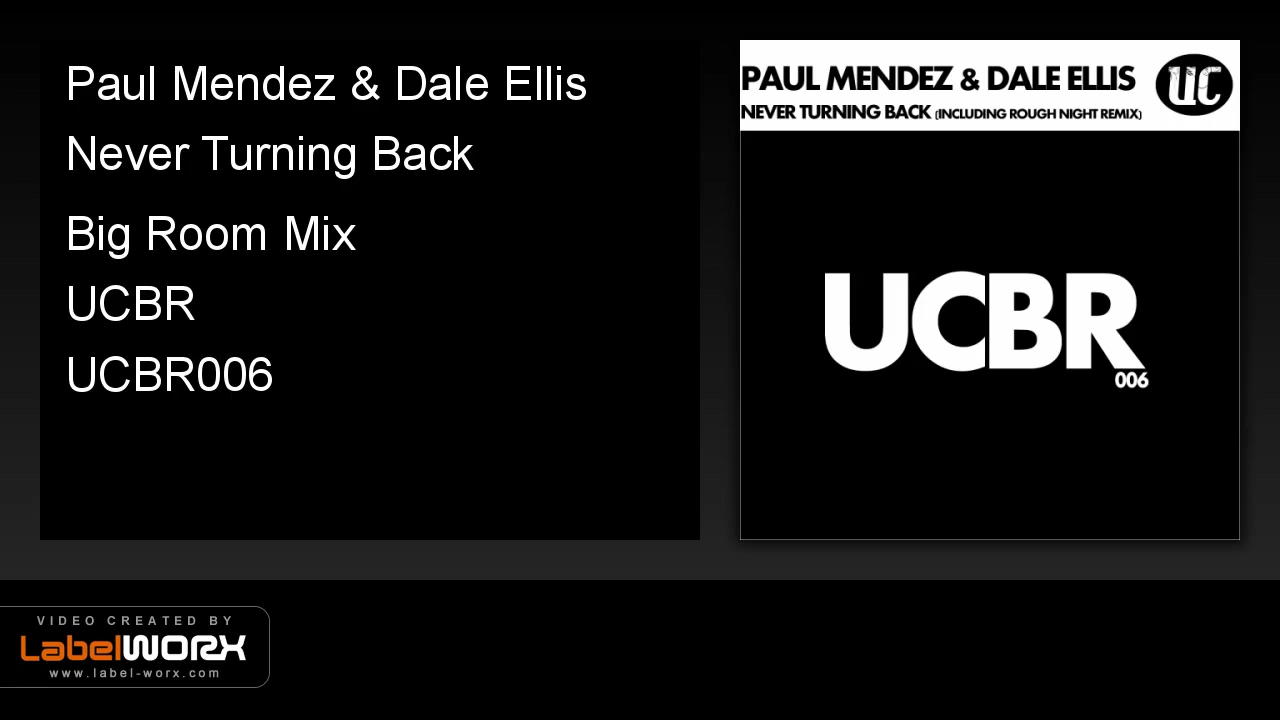 Paul Mendez & Dale Ellis
Never Turning Back
Big Room Mix
UCBR
UCBR006
PAUL MENDEZ & DALE ELLIS
NEVER TURNING BACK (INCLUDING ROUGH NIGHT REMIX)
UC
UCBR
006
VIDEO CREATED BY
LabelWORX
www.label-worx.com